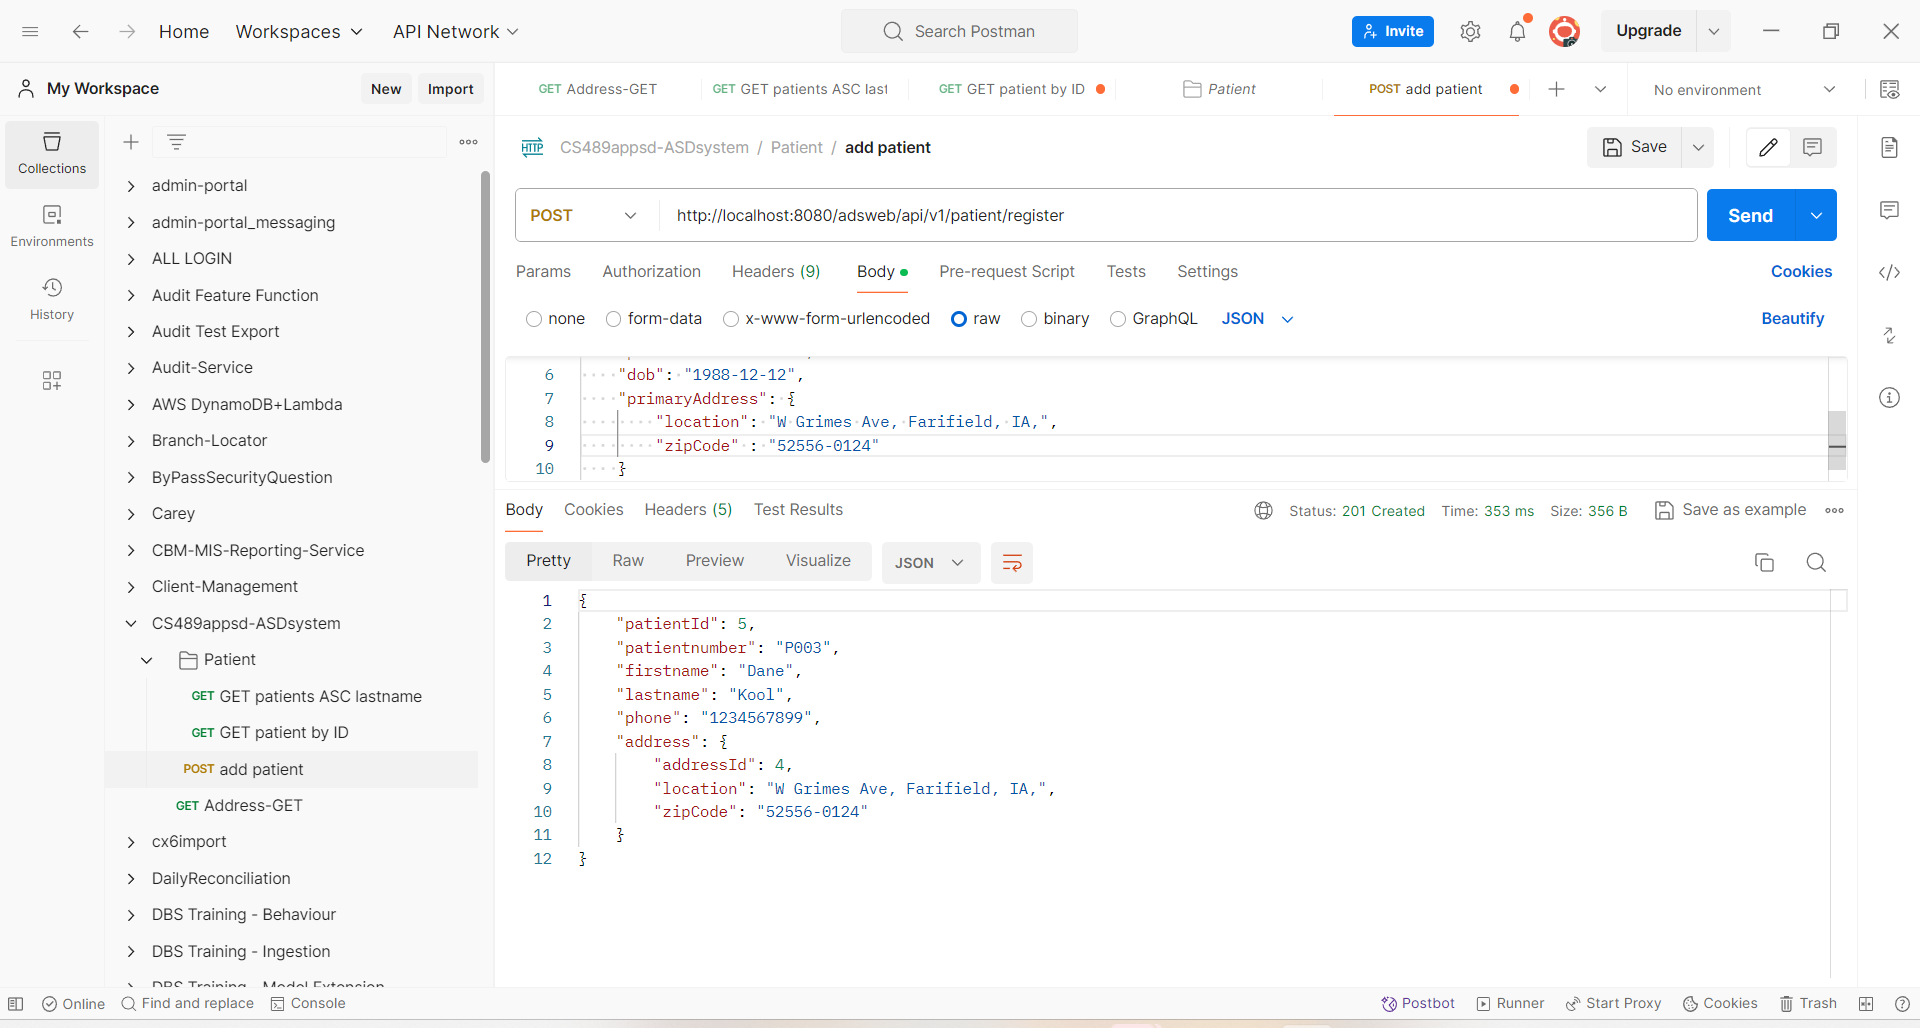 Home Workspaces API Network Search Postman Invite Upgrade
My Workspace New Import
GET Address-GET GET GET patients ASC last GET GET patient by ID Patient POST add patient No environment
Collections
Environments
History
admin-portal
admin-portal_messaging
ALL LOGIN
Audit Feature Function
Audit Test Export
Audit-Service
AWS DynamoDB+Lambda
Branch-Locator
ByPassSecurityQuestion
Carey
CBM-MIS-Reporting-Service
Client-Management
CS489appsd-ASDsystem
Patient
GET GET patients ASC lastname
GET GET patient by ID
POST add patient
GET Address-GET
cx6import
DailyReconciliation
DBS Training - Behaviour
DBS Training - Ingestion
DBS Training - Model Extension
HTTP CS489appsd-ASDsystem / Patient / add patient Save
POST http://localhost:8080/adsweb/api/v1/patient/register Send
Params Authorization Headers (9) Body Pre-request Script Tests Settings Cookies
none form-data x-www-form-urlencoded raw binary GraphQL JSON Beautify
6 "dob": "1988-12-12",
7 "primaryAddress": {
8 "location": "W Grimes Ave, Farifield, IA,",
9 "zipCode" : "52556-0124"
10 }
Body Cookies Headers (5) Test Results Status: 201 Created Time: 353 ms Size: 356 B Save as example
Pretty Raw Preview Visualize JSON
1 {
2 "patientId": 5,
3 "patientnumber": "P003",
4 "firstname": "Dane",
5 "lastname": "Kool",
6 "phone": "1234567899",
7 "address": {
8 "addressId": 4,
9 "location": "W Grimes Ave, Farifield, IA,",
10 "zipCode": "52556-0124"
11 }
12 }
Online Find and replace Console Postbot Runner Start Proxy Cookies Trash